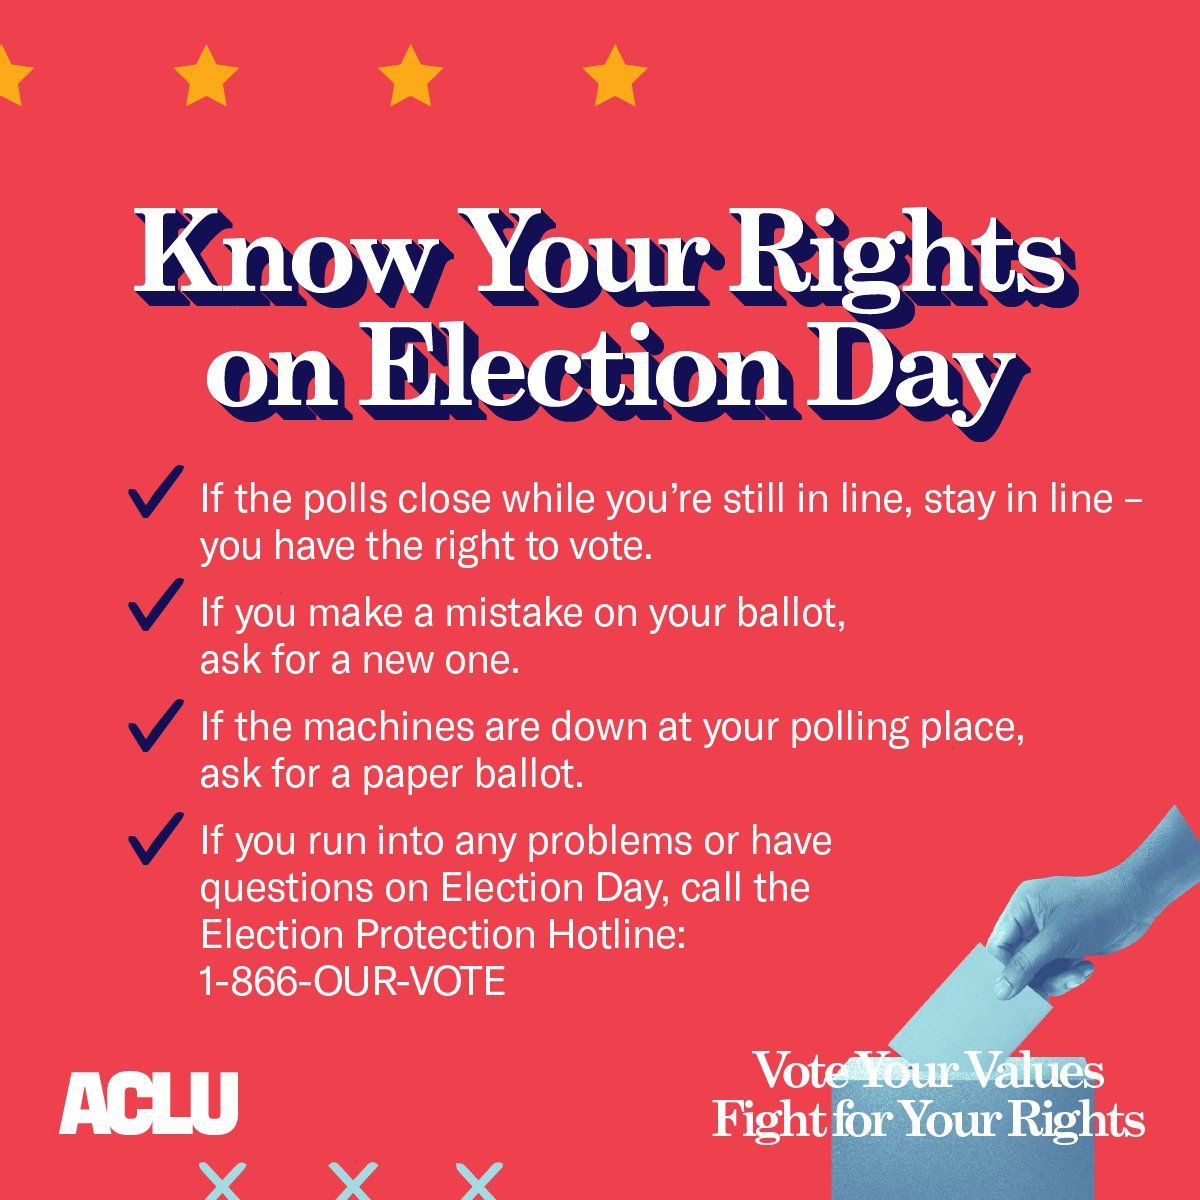 Know Your Rights
on Election Day
If the polls close while you’re still in line, stay in line –
you have the right to vote.
If you make a mistake on your ballot,
ask for a new one.
If the machines are down at your polling place,
ask for a paper ballot.
If you run into any problems or have
questions on Election Day, call the
Election Protection Hotline:
1-866-OUR-VOTE
ACLU
Vote Your Values
Fight for Your Rights